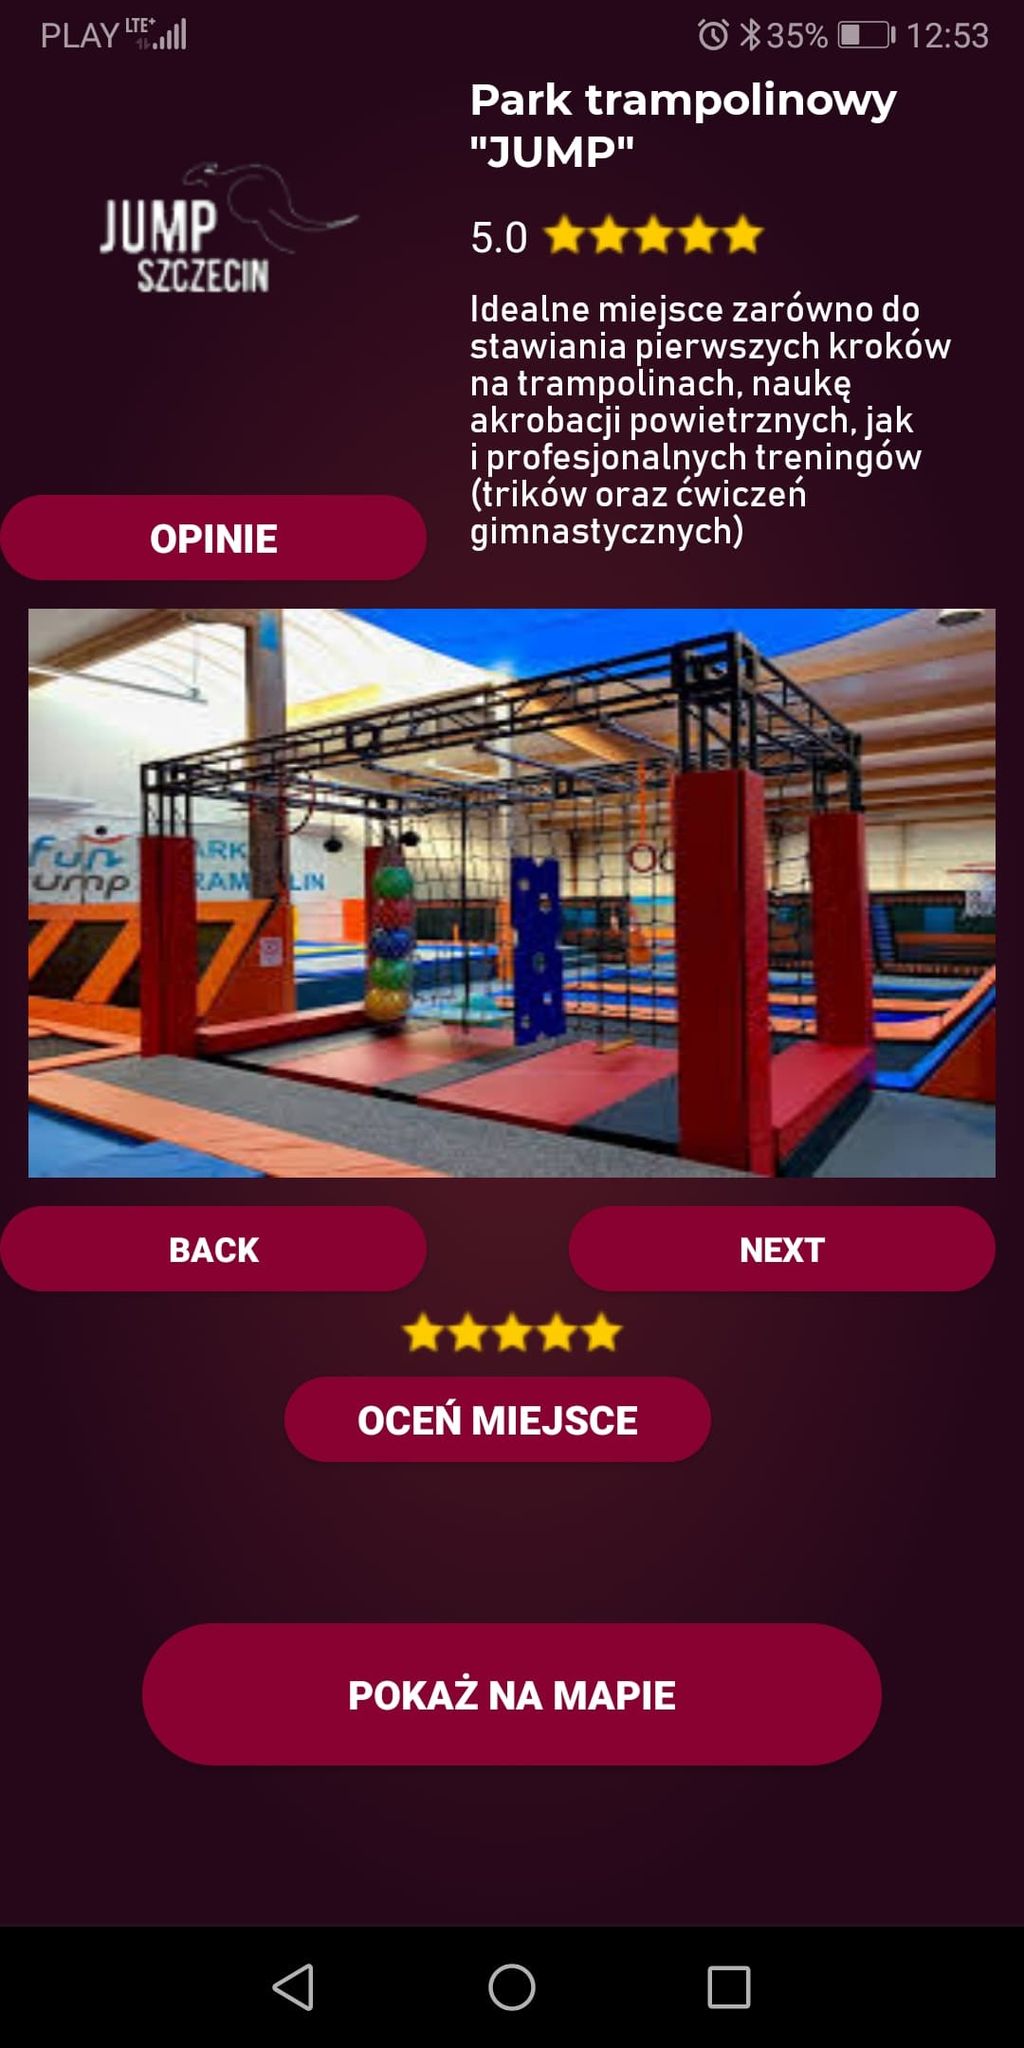 PLAY LTE+ 35% 12:53
Park trampolinowy
"JUMP"
JUMP
SZCZECIN
5.0
Idealne miejsce zarówno do
stawiania pierwszych kroków
na trampolinach, naukę
akrobacji powietrznych, jak
i profesjonalnych treningów
(trików oraz ćwiczeń
gimnastycznych)
OPINIE
fun ARK
ump RAMP LIN
BACK NEXT
OCEŃ MIEJSCE
POKAŻ NA MAPIE